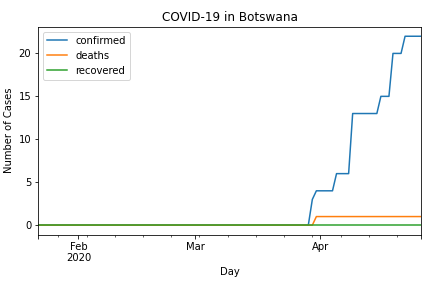 COVID-19 in Botswana
confirmed
deaths
recovered
Number of Cases
20
15
10
5
0
Feb
2020
Mar
Apr
Day